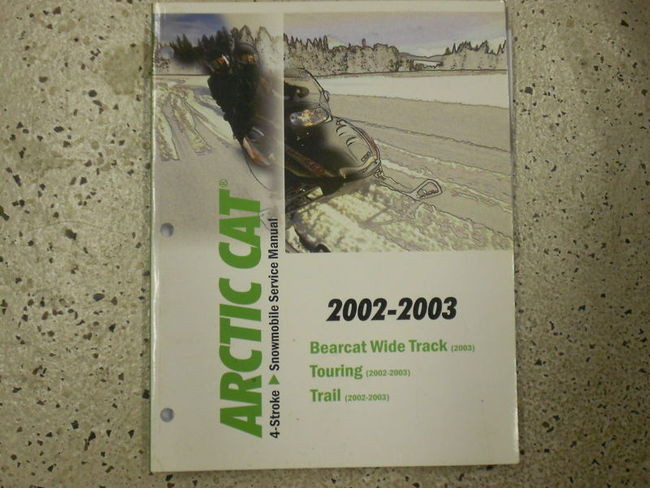 ARCTIC CAT®
4-Stroke ▶ Snowmobile Service Manual
2002-2003
Bearcat Wide Track (2003)
Touring (2002-2003)
Trail (2002-2003)